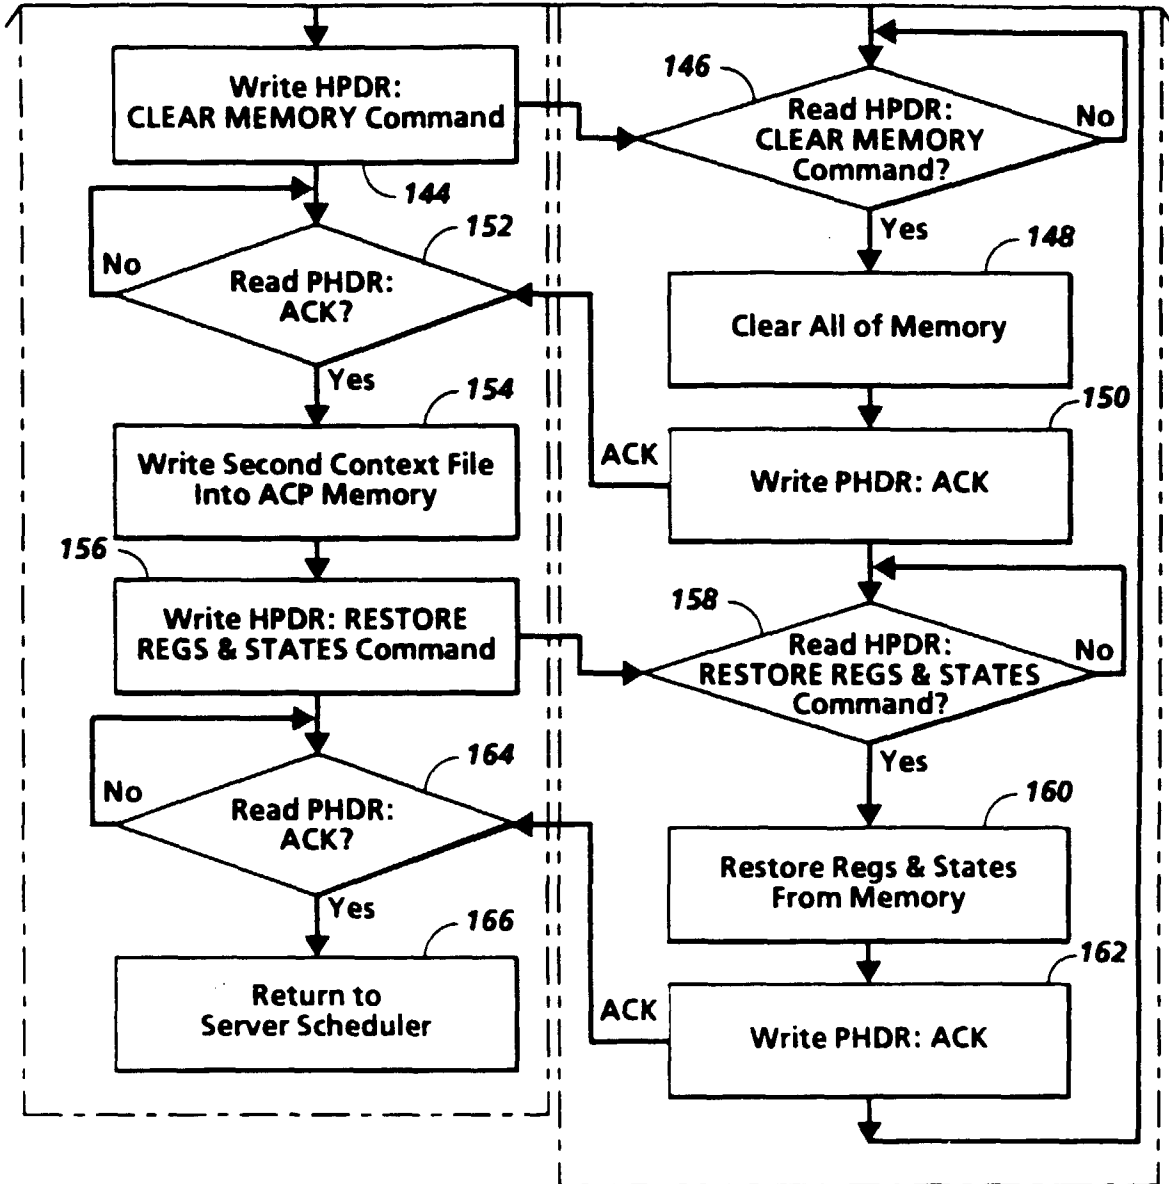 Write HPDR:
CLEAR MEMORY Command
144
152
No
Read PHDR:
ACK?
Yes
154
Write Second Context File
Into ACP Memory
156
Write HPDR: RESTORE
REGS & STATES Command
164
No
Read PHDR:
ACK?
Yes
166
Return to
Server Scheduler
146
Read HPDR:
CLEAR MEMORY
Command?
No
Yes
148
Clear All of Memory
150
ACK
Write PHDR: ACK
158
Read HPDR:
RESTORE REGS & STATES
Command?
No
Yes
160
Restore Regs & States
From Memory
162
ACK
Write PHDR: ACK